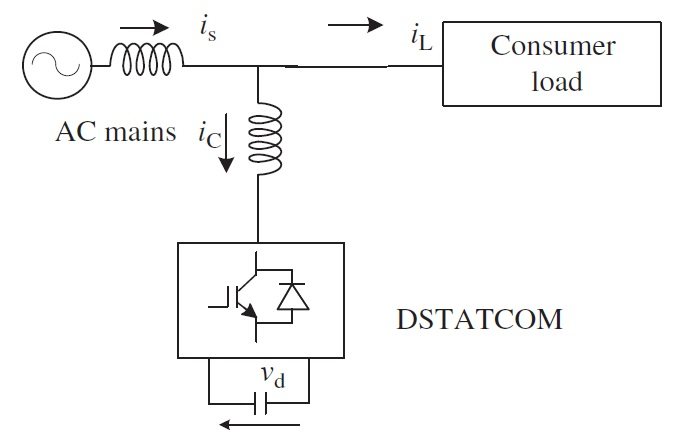 i_s
i_L
Consumer
load
AC mains
i_C
DSTATCOM
v_d